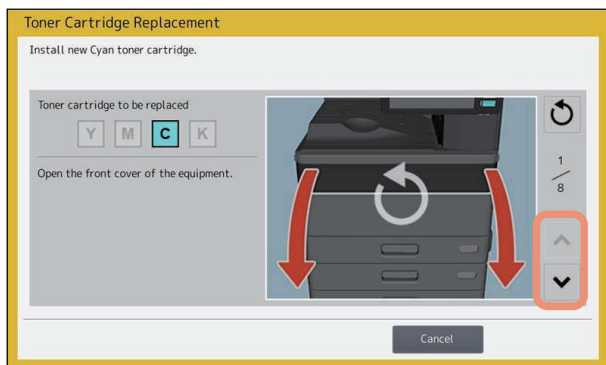 Toner Cartridge Replacement
Install new Cyan toner cartridge.
Toner cartridge to be replaced
Y M C K
Open the front cover of the equipment.
1
8
Cancel